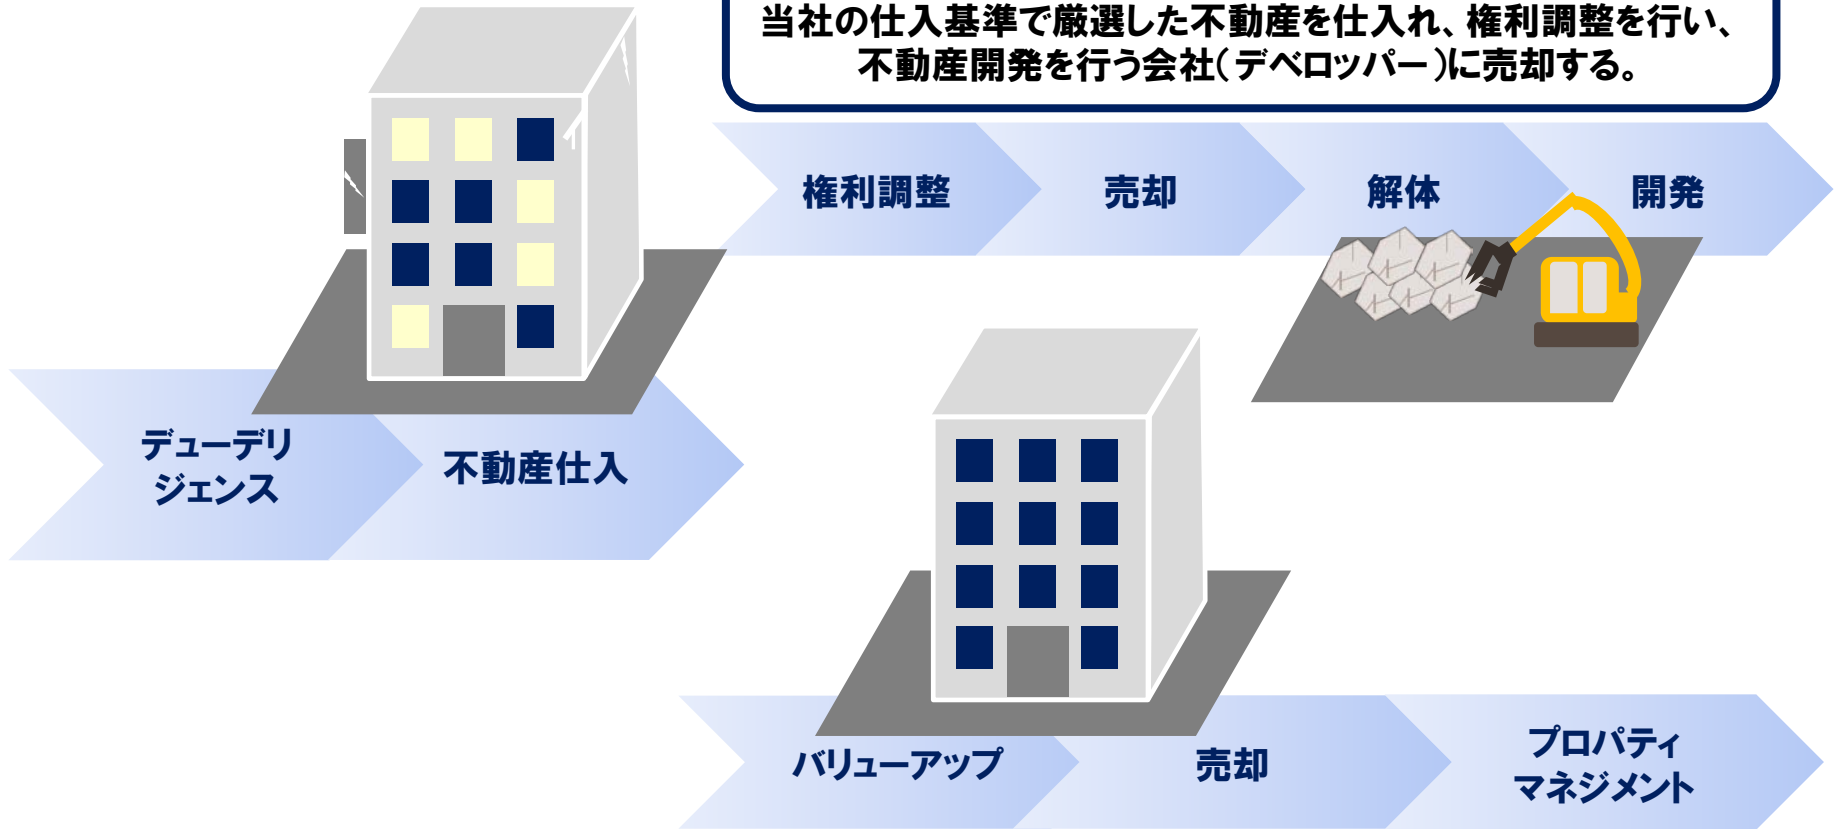 当社の仕入基準で厳選した不動産を仕入れ、権利調整を行い、
不動産開発を行う会社(デベロッパー)に売却する。
権利調整
売却
解体
開発
デューデリ
ジェンス
不動産仕入
バリューアップ
売却
プロパティ
マネジメント